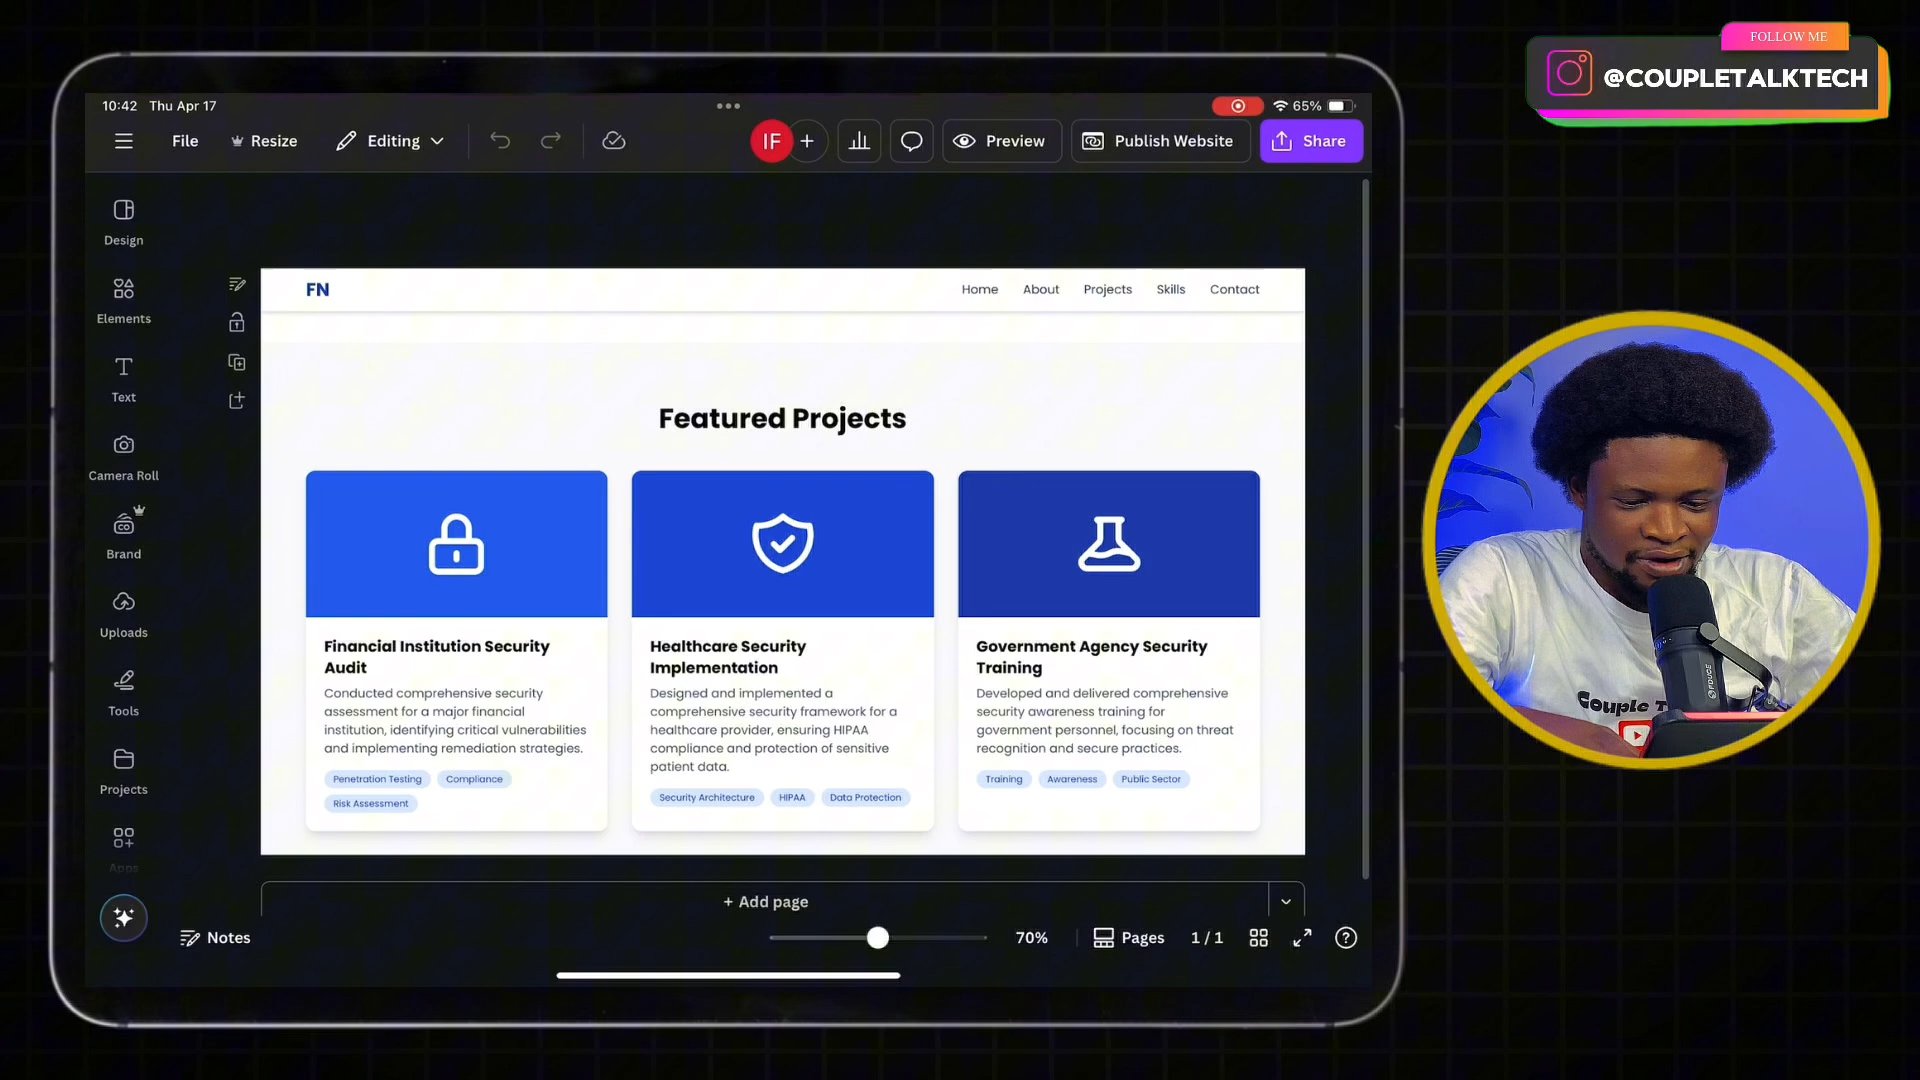 FOLLOW ME
@COUPLETALKTECH
10:42 Thu Apr 17
65%
File
Resize
Editing
IF
Preview
Publish Website
Share
Design
Elements
Text
Camera Roll
Brand
Uploads
Tools
Projects
Apps
FN
Home
About
Projects
Skills
Contact
Featured Projects
Financial Institution Security
Audit
Conducted comprehensive security
assessment for a major financial
institution, identifying critical vulnerabilities
and implementing remediation strategies.
Penetration Testing
Compliance
Risk Assessment
Healthcare Security
Implementation
Designed and implemented a
comprehensive security framework for a
healthcare provider, ensuring HIPAA
compliance and protection of sensitive
patient data.
Security Architecture
HIPAA
Data Protection
Government Agency Security
Training
Developed and delivered comprehensive
security awareness training for
government personnel, focusing on threat
recognition and secure practices.
Training
Awareness
Public Sector
+ Add page
Notes
70%
Pages
1 / 1
Couple
FDUCE